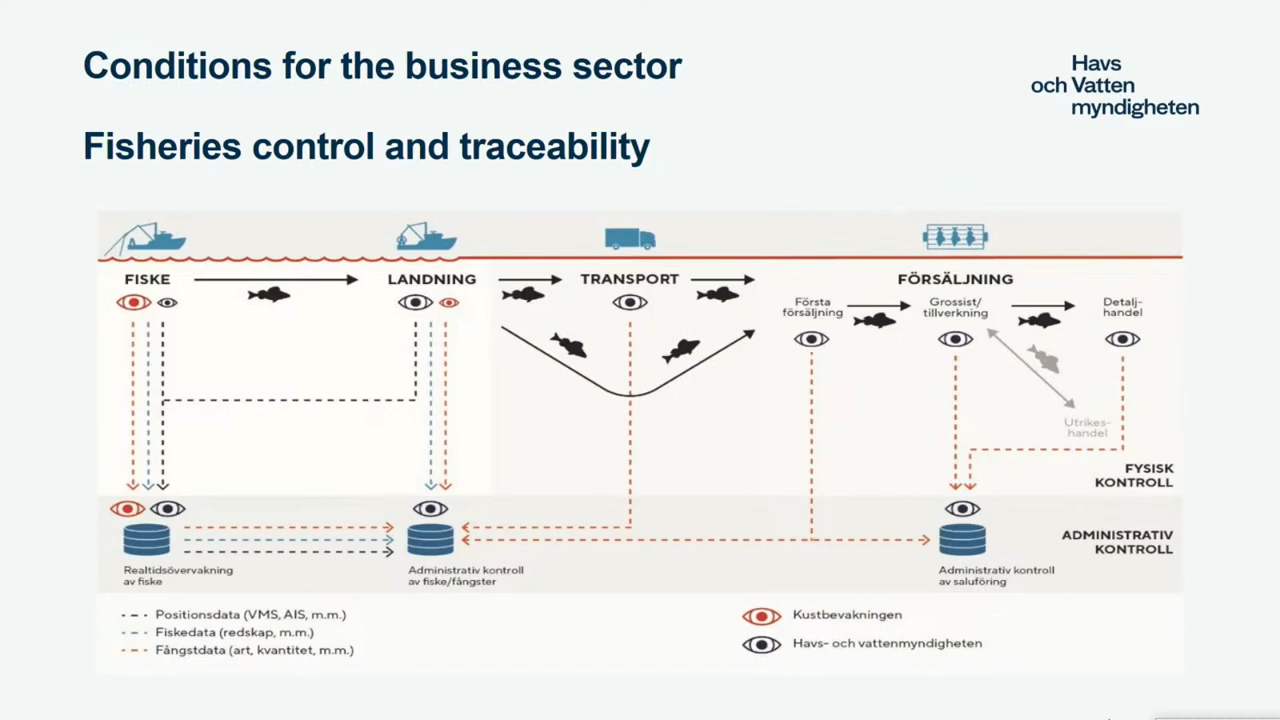 Conditions for the business sector
Fisheries control and traceability
Havs
och Vatten
myndigheten
FISKE
LANDNING
TRANSPORT
FÖRSÄLJNING
Första
försäljning
Grossist/
tillverkning
Detalj-
handel
Utrikes-
handel
FYSISK
KONTROLL
ADMINISTRATIV
KONTROLL
Realtidsövervakning
av fiske
Administrativ kontroll
av fiske/fångster
Administrativ kontroll
av saluföring
Positionsdata (VMS, AIS, m.m.)
Fiskedata (redskap, m.m.)
Fångstdata (art, kvantitet, m.m.)
Kustbevakningen
Havs- och vattenmyndigheten